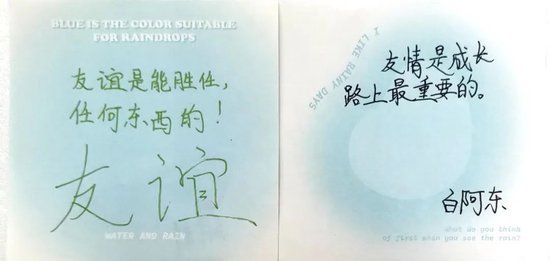 BLUE IS THE COLOR SUITABLE
FOR RAINDROPS
友谊是能胜任,
任何东西的!
友谊
WATER AND RAIN
I LIKE RAINY DAYS
友情是成长
路上最重要的。
白阿东
what do you think
of first when you see the rain?